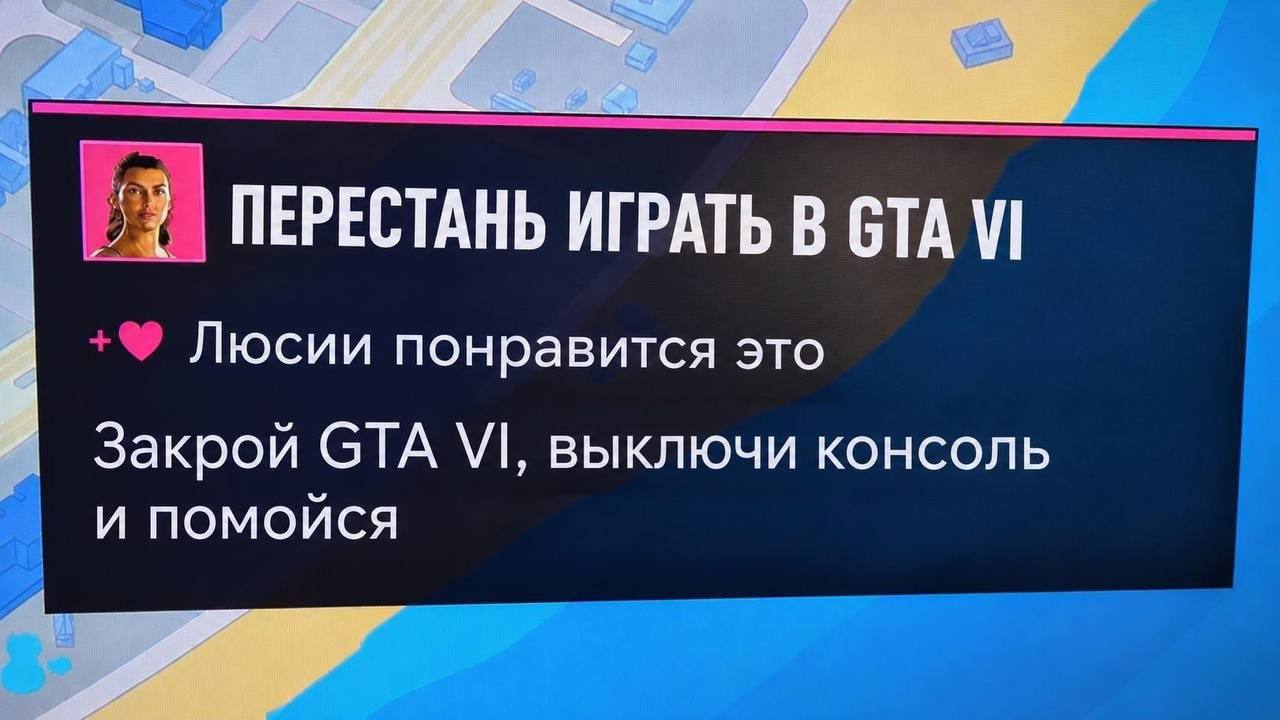 ПЕРЕСТАНЬ ИГРАТЬ В GTA VI
+♥ Люсии понравится это
Закрой GTA VI, выключи консоль
и помойся